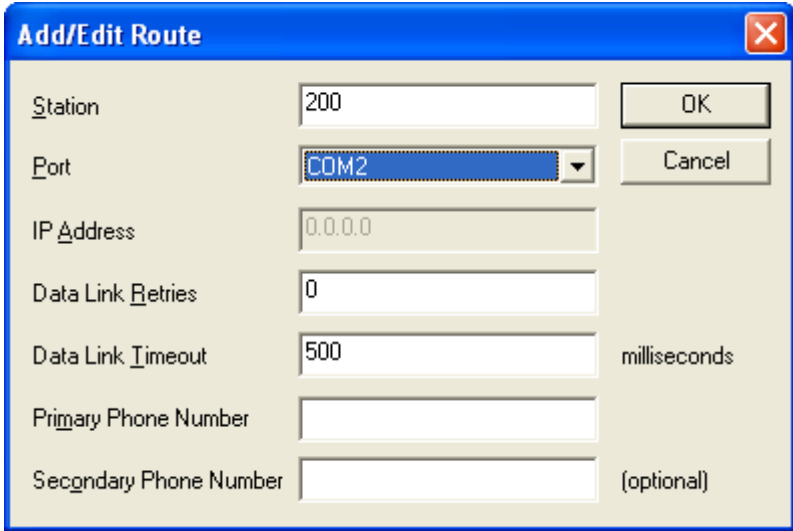 Add/Edit Route
Station 200 OK
Port COM2 Cancel
IP Address 0.0.0.0
Data Link Retries 0
Data Link Timeout 500 milliseconds
Primary Phone Number
Secondary Phone Number (optional)